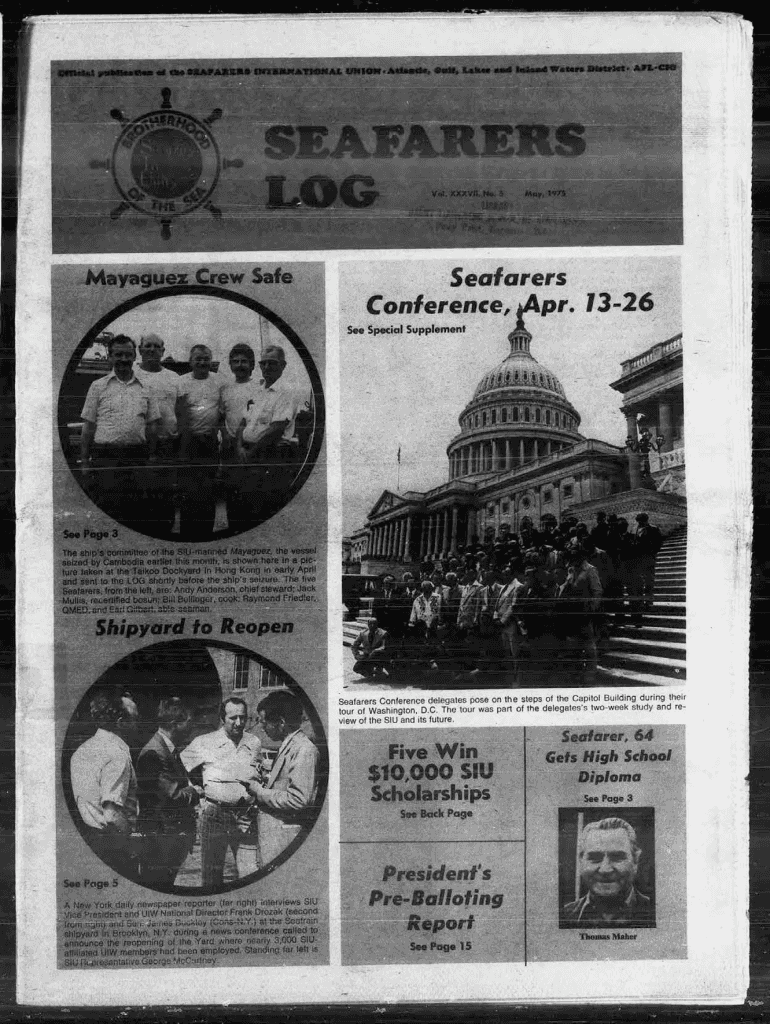 Official publication of the SEAFARERS INTERNATIONAL UNION • Atlantic, Gulf, Lakes and Inland Waters District • AFL-CIO
BROTHERHOOD
OF THE SEA
SEAFARERS
LOG
Vol. XXXVII, No. 5 May, 1975
Mayaguez Crew Safe
See Page 3
The ship's committee of the SIU-manned Mayaguez, the vessel
seized by Cambodia earlier this month, is shown here in a pic-
ture taken at the Taikoo Dockyard in Hong Kong in early April
and sent to the LOG shortly before the ship's seizure. The five
Seafarers, from the left, are: Andy Anderson, chief steward; Jack
Mullis, recertified bosun; Bill Bellinger, cook; Raymond Friedler,
QMED, and Earl Gilbert, able-seaman.
Shipyard to Reopen
See Page 5
A New York daily newspaper reporter (far right) interviews SIU
Vice President and UIW National Director Frank Drozak (second
from right) and Sen. James Buckley (Cons-N.Y.) at the Seatrain
shipyard in Brooklyn, N.Y. during a news conference called to
announce the reopening of the Yard where nearly 3,000 SIU-
affiliated UIW members had been employed. Standing far left is
SIU Representative George McCartney.
Seafarers
Conference, Apr. 13-26
See Special Supplement
Seafarers Conference delegates pose on the steps of the Capitol Building during their
tour of Washington, D.C. The tour was part of the delegates's two-week study and re-
view of the SIU and its future.
Five Win
$10,000 SIU
Scholarships
See Back Page
President's
Pre-Balloting
Report
See Page 15
Seafarer, 64
Gets High School
Diploma
See Page 3
Thomas Maher